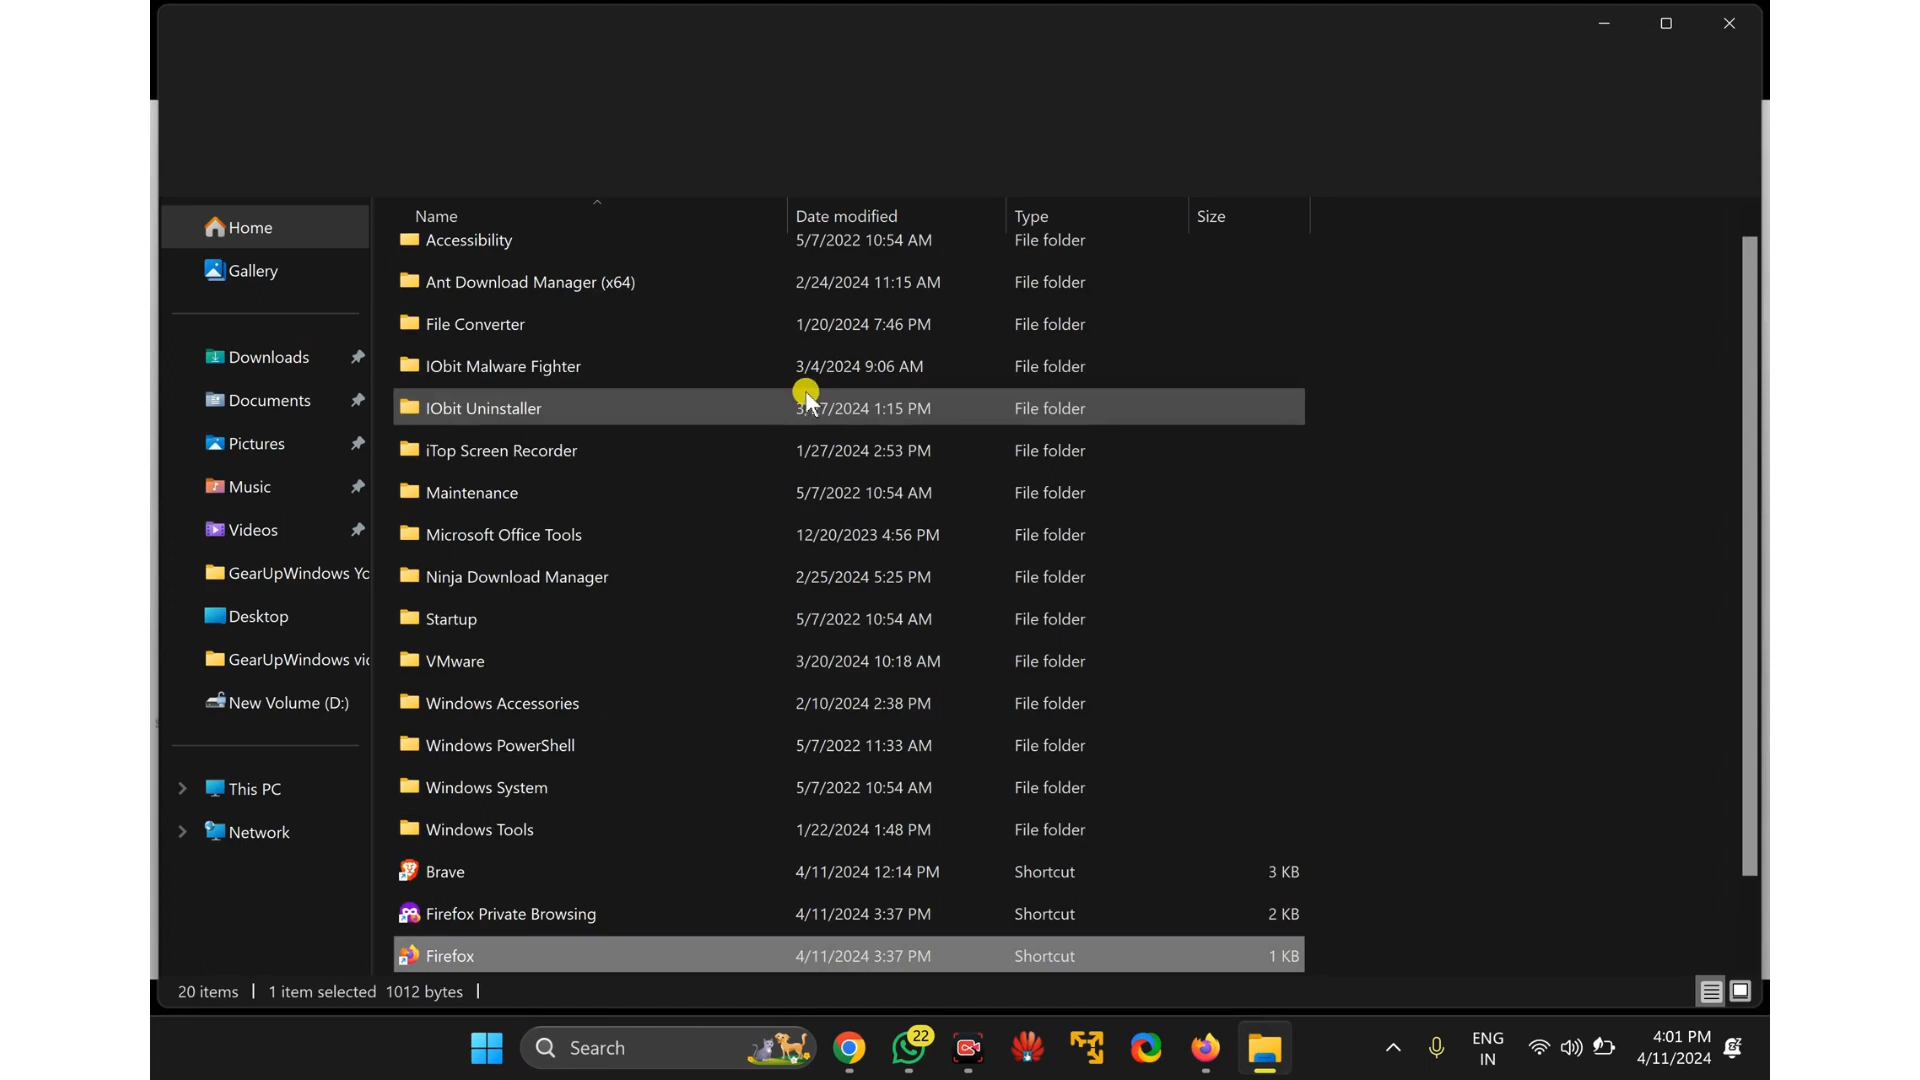 Name Date modified Type Size
Home
Gallery
Downloads
Documents
Pictures
Music
Videos
GearUpWindows Yo
Desktop
GearUpWindows vi
New Volume (D:)
This PC
Network
Accessibility 5/7/2022 10:54 AM File folder
Ant Download Manager (x64) 2/24/2024 11:15 AM File folder
File Converter 1/20/2024 7:46 PM File folder
IObit Malware Fighter 3/4/2024 9:06 AM File folder
IObit Uninstaller 7/2024 1:15 PM File folder
iTop Screen Recorder 1/27/2024 2:53 PM File folder
Maintenance 5/7/2022 10:54 AM File folder
Microsoft Office Tools 12/20/2023 4:56 PM File folder
Ninja Download Manager 2/25/2024 5:25 PM File folder
Startup 5/7/2022 10:54 AM File folder
VMware 3/20/2024 10:18 AM File folder
Windows Accessories 2/10/2024 2:38 PM File folder
Windows PowerShell 5/7/2022 11:33 AM File folder
Windows System 5/7/2022 10:54 AM File folder
Windows Tools 1/22/2024 1:48 PM File folder
Brave 4/11/2024 12:14 PM Shortcut 3 KB
Firefox Private Browsing 4/11/2024 3:37 PM Shortcut 2 KB
Firefox 4/11/2024 3:37 PM Shortcut 1 KB
20 items 1 item selected 1012 bytes
Search 22 ENG 4:01 PM
IN 4/11/2024